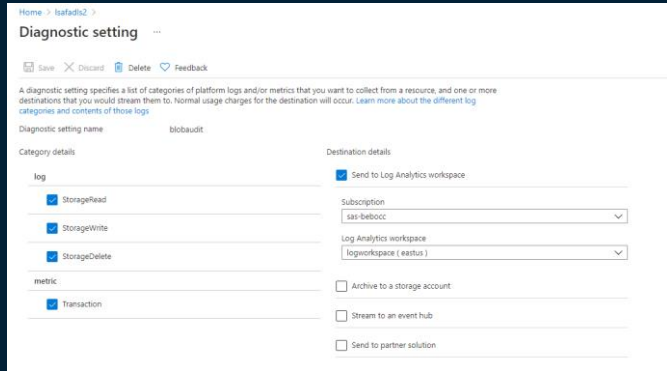 Home > lsafadls2 >
Diagnostic setting ...
Save Discard Delete Feedback
A diagnostic setting specifies a list of categories of platform logs and/or metrics that you want to collect from a resource, and one or more
destinations that you would stream them to. Normal usage charges for the destination will occur. Learn more about the different log
categories and contents of those logs
Diagnostic setting name blobaudit
Category details
log
StorageRead
StorageWrite
StorageDelete
metric
Transaction
Destination details
Send to Log Analytics workspace
Subscription
sas-bebocc
Log Analytics workspace
logworkspace ( eastus )
Archive to a storage account
Stream to an event hub
Send to partner solution